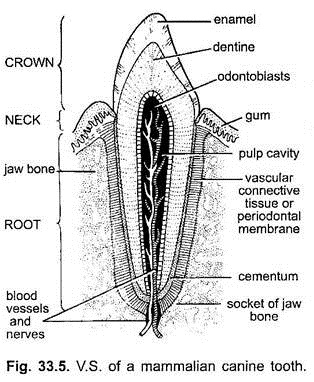 enamel
dentine
CROWN
odontoblasts
NECK
gum
pulp cavity
jaw bone
vascular
connective
tissue or
periodontal
membrane
ROOT
cementum
blood
vessels
and
nerves
socket of jaw
bone
Fig. 33.5. V.S. of a mammalian canine tooth.